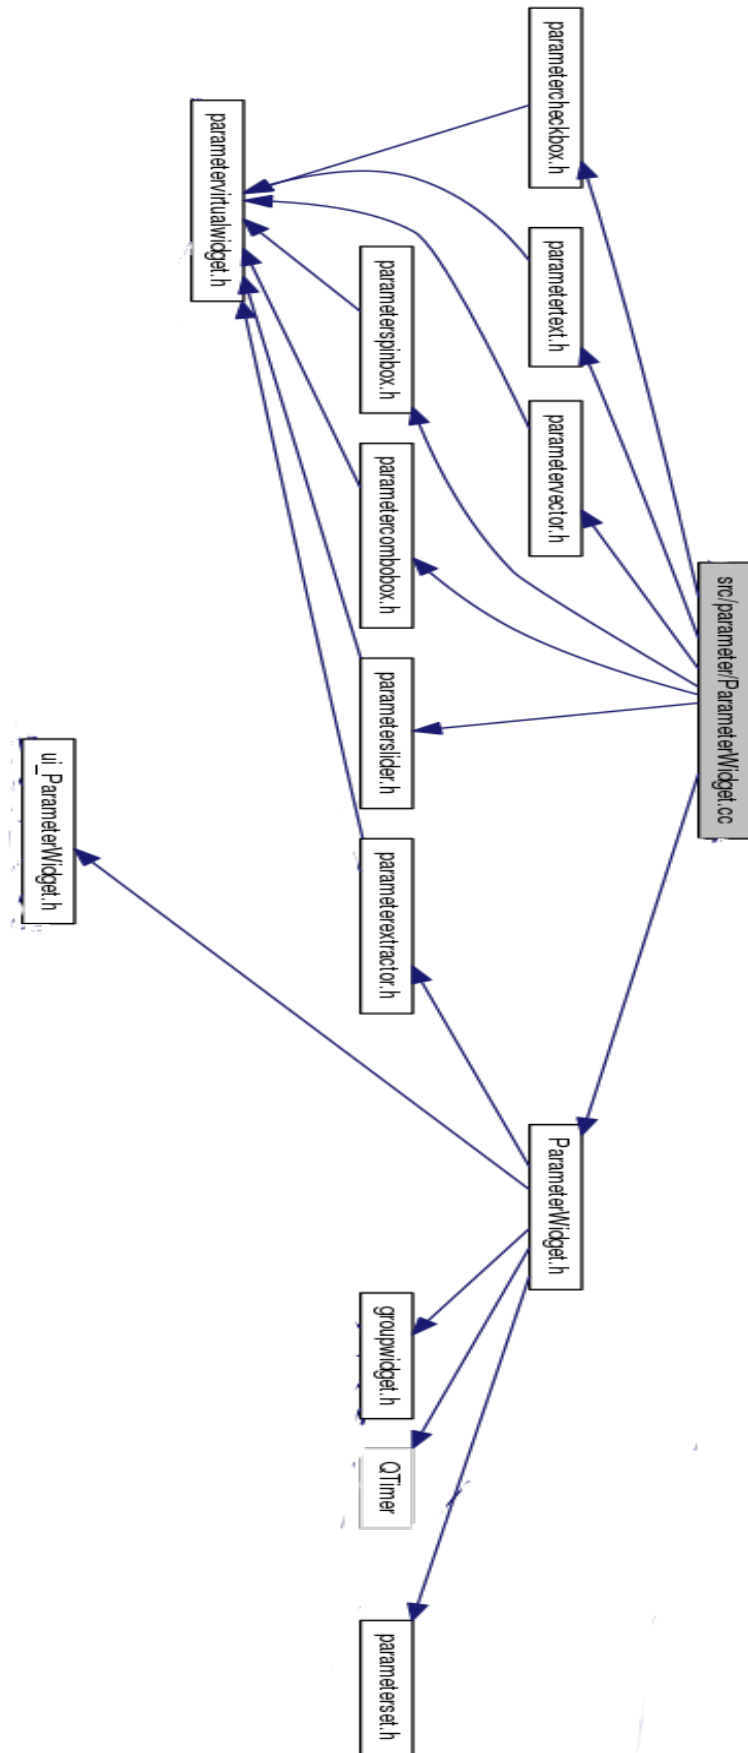 src/parameter/ParameterWidget.cc
parametercheckbox.h
parametertext.h
parametervector.h
ParameterWidget.h
parameterspinbox.h
parametercombobox.h
parameterslider.h
parameterextractor.h
groupwidget.h
QTimer
parameterset.h
parametervirtualwidget.h
ui_ParameterWidget.h